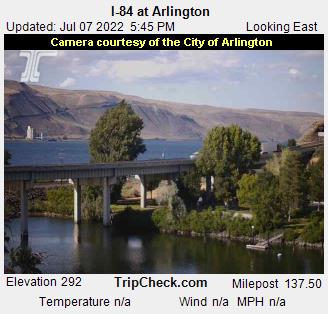 I-84 at Arlington
Updated: Jul 07 2022 5:45 PM Looking East
Camera courtesy of the City of Arlington
Elevation 292 TripCheck.com Milepost 137.50
Temperature n/a Wind n/a MPH n/a